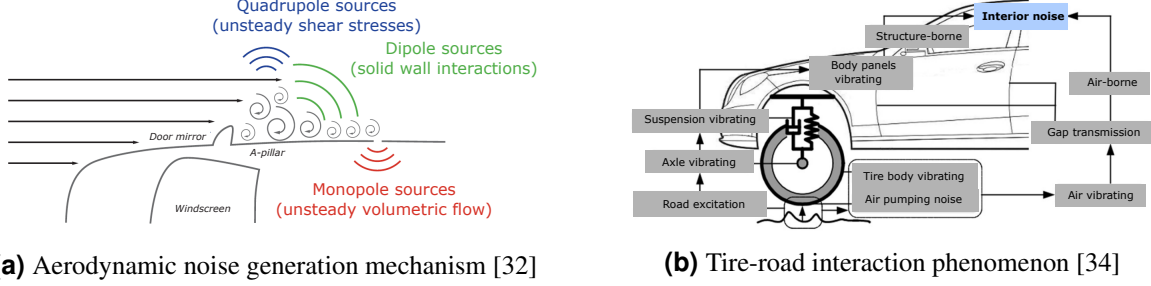 Quadrupole sources
(unsteady shear stresses)
Dipole sources
(solid wall interactions)
Door mirror
A-pillar
Windscreen
Monopole sources
(unsteady volumetric flow)
(a) Aerodynamic noise generation mechanism [32]
Interior noise
Structure-borne
Body panels
vibrating
Air-borne
Suspension vibrating
Gap transmission
Axle vibrating
Tire body vibrating
Road excitation
Air pumping noise
Air vibrating
(b) Tire-road interaction phenomenon [34]